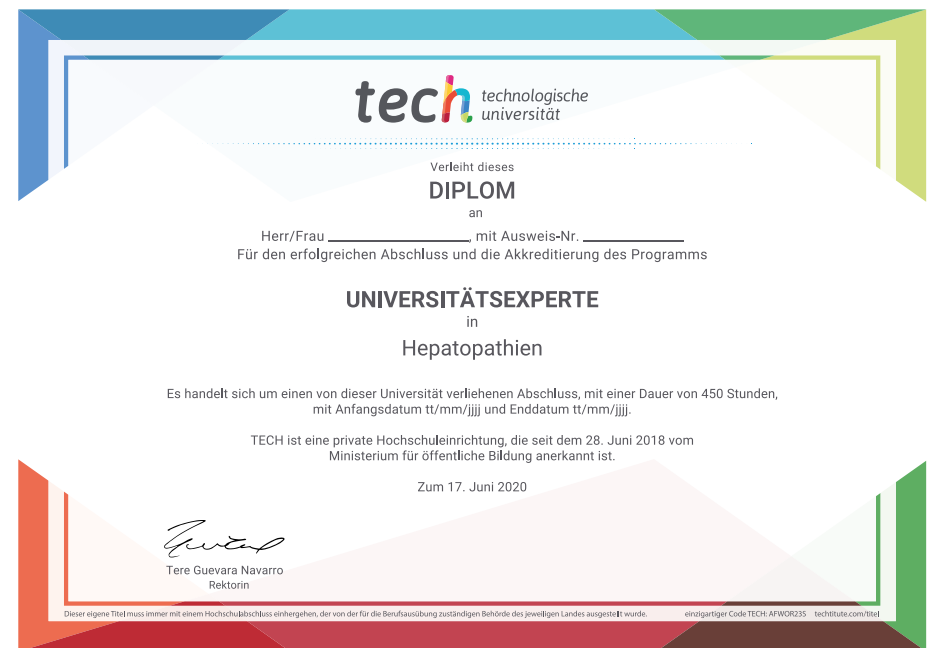 tech technologische
universität
Verleiht dieses
DIPLOM
an
Herr/Frau ____________________, mit Ausweis-Nr. ______________
Für den erfolgreichen Abschluss und die Akkreditierung des Programms
UNIVERSITÄTSEXPERTE
in
Hepatopathien
Es handelt sich um einen von dieser Universität verliehenen Abschluss, mit einer Dauer von 450 Stunden,
mit Anfangsdatum tt/mm/jjjj und Enddatum tt/mm/jjjj.
TECH ist eine private Hochschuleinrichtung, die seit dem 28. Juni 2018 vom
Ministerium für öffentliche Bildung anerkannt ist.
Zum 17. Juni 2020
Tere Guevara Navarro
Rektorin
Dieser eigene Titel muss immer mit einem Hochschulabschluss einhergehen, der von der für die Berufsausübung zuständigen Behörde des jeweiligen Landes ausgestellt wurde. einzigartiger Code TECH: AFWOR23S techtitute.com/titel